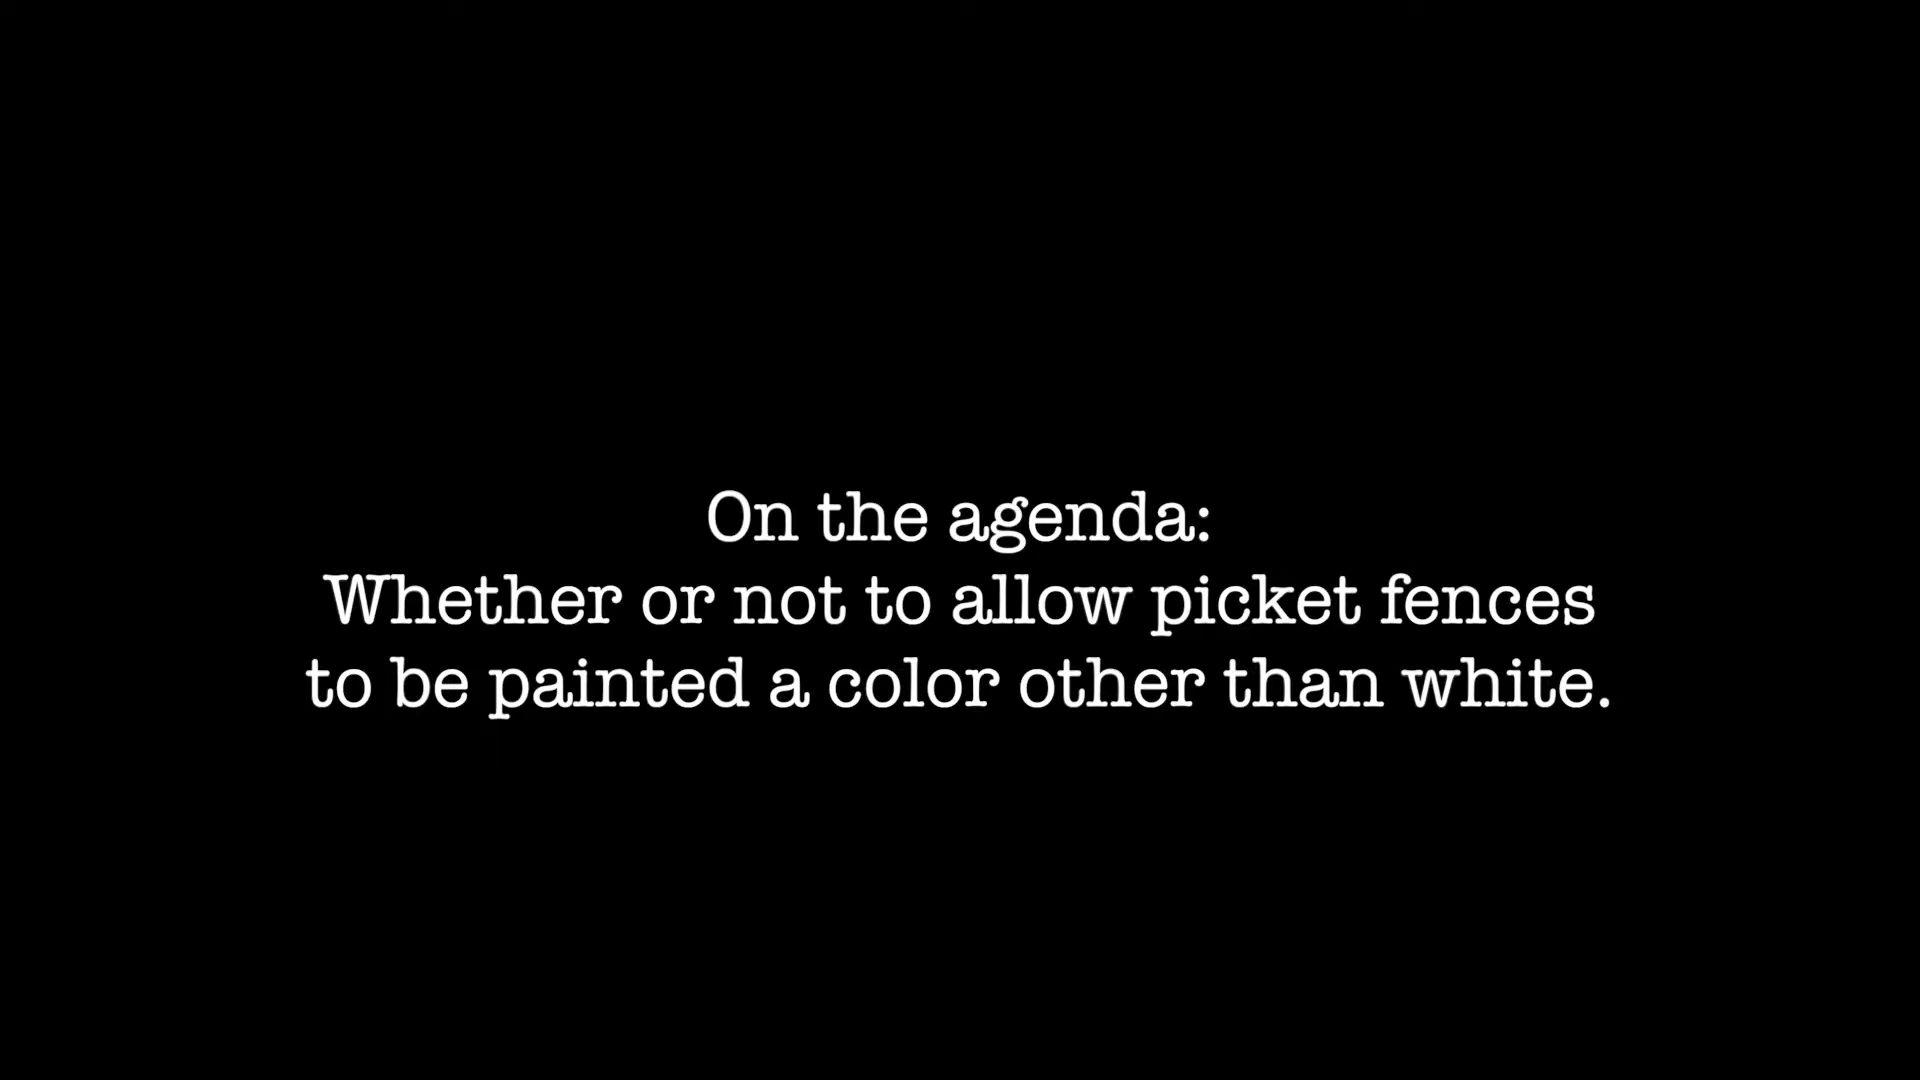 On the agenda:
Whether or not to allow picket fences
to be painted a color other than white.